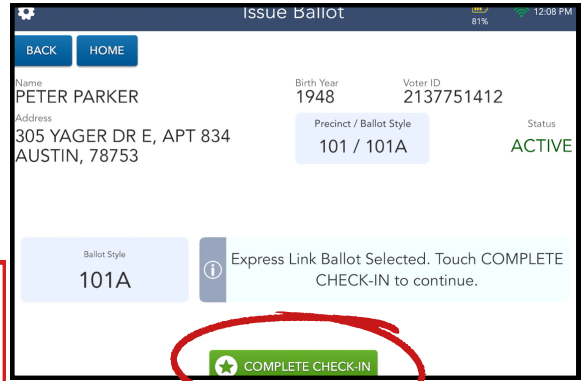 Issue Ballot
81%
12:08 PM
BACK HOME
Name
PETER PARKER
Birth Year
1948
Voter ID
2137751412
Address
305 YAGER DR E, APT 834
AUSTIN, 78753
Precinct / Ballot Style
101 / 101A
Status
ACTIVE
Ballot Style
101A
Express Link Ballot Selected. Touch COMPLETE
CHECK-IN to continue.
COMPLETE CHECK-IN